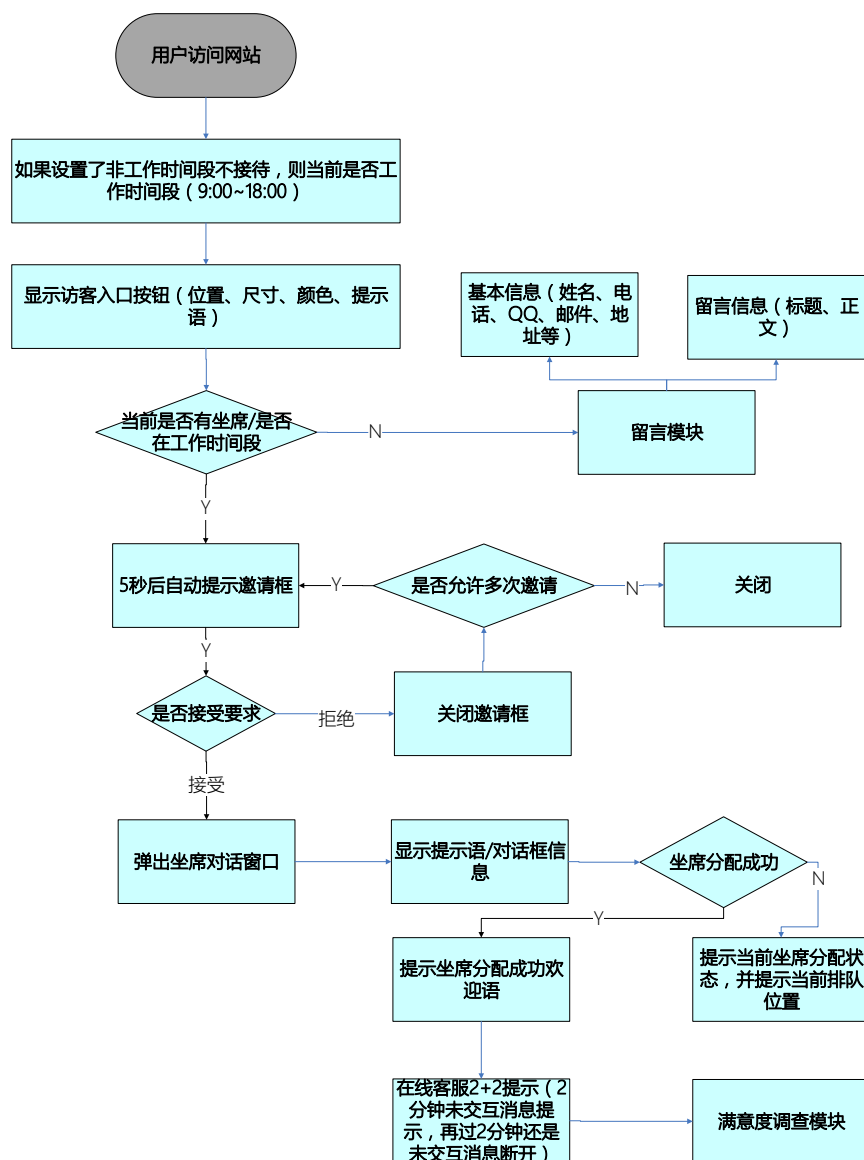 用户访问网站
如果设置了非工作时间段不接待，则当前是否工
作时间段（9:00~18:00）
显示访客入口按钮（位置、尺寸、颜色、提示
语）
基本信息（姓名、电
话、QQ、邮件、地
址等）
留言信息（标题、正
文）
当前是否有坐席/是否
在工作时间段
N
留言模块
Y
5秒后自动提示邀请框
Y
是否允许多次邀请
N
关闭
Y
是否接受要求
拒绝
关闭邀请框
接受
弹出坐席对话窗口
显示提示语/对话框信
息
坐席分配成功
N
Y
提示坐席分配成功欢
迎语
提示当前坐席分配状
态，并提示当前排队
位置
在线客服2+2提示（2
分钟未交互消息提
示，再过2分钟还是
未交互消息断开）
满意度调查模块